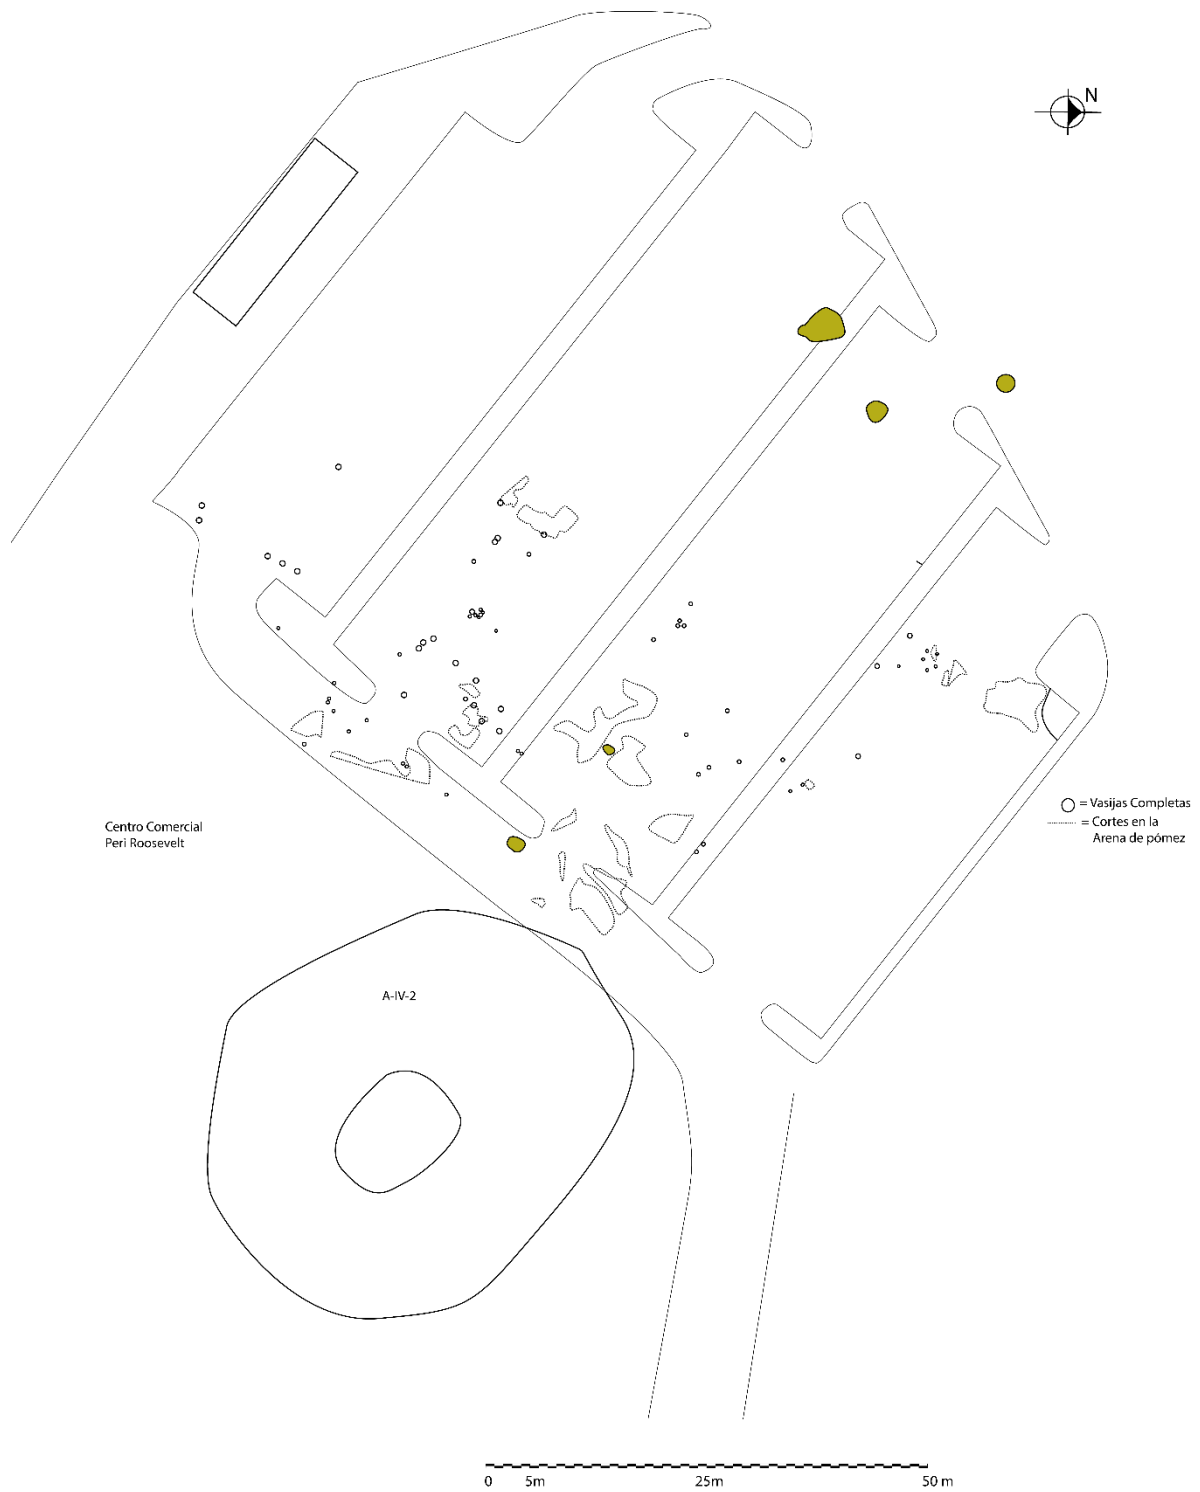 N
= Vasijas Completas
= Cortes en la
Arena de pómez
Centro Comercial
Peri Roosevelt
A-IV-2
0 5m 25m 50 m